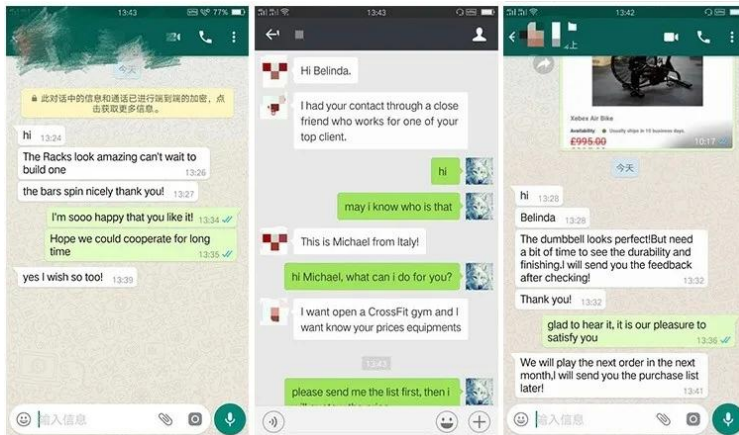 13:43
77%
今天
此对话中的信息和通话已进行端到端的加密，点
击获取更多信息。
hi 13:24
The Racks look amazing can't wait to
build one 13:26
the bars spin nicely thank you! 13:27
I'm sooo happy that you like it! 13:34
Hope we could cooperate for long
time 13:35
yes I wish so too! 13:39
输入信息
13:43
Hi Belinda.
I had your contact through a close
friend who works for one of your
top client.
hi
may i know who is that
This is Michael from Italy!
hi Michael, what can i do for you?
I want open a CrossFit gym and I
want know your prices equipments
13:43
please send me the list first, then i
13:42
上
Xebex Air Bike
Availability Usually ships in 10 business days.
£995.00 10:17
今天
hi 13:28
Belinda 13:28
The dumbbell looks perfect!But need
a bit of time to see the durability and
finishing.I will send you the feedback
after checking! 13:32
Thank you! 13:32
glad to hear it, it is our pleasure to
satisfy you 13:36
We will play the next order in the next
month,I will send you the purchase list
later! 13:41
输入信息